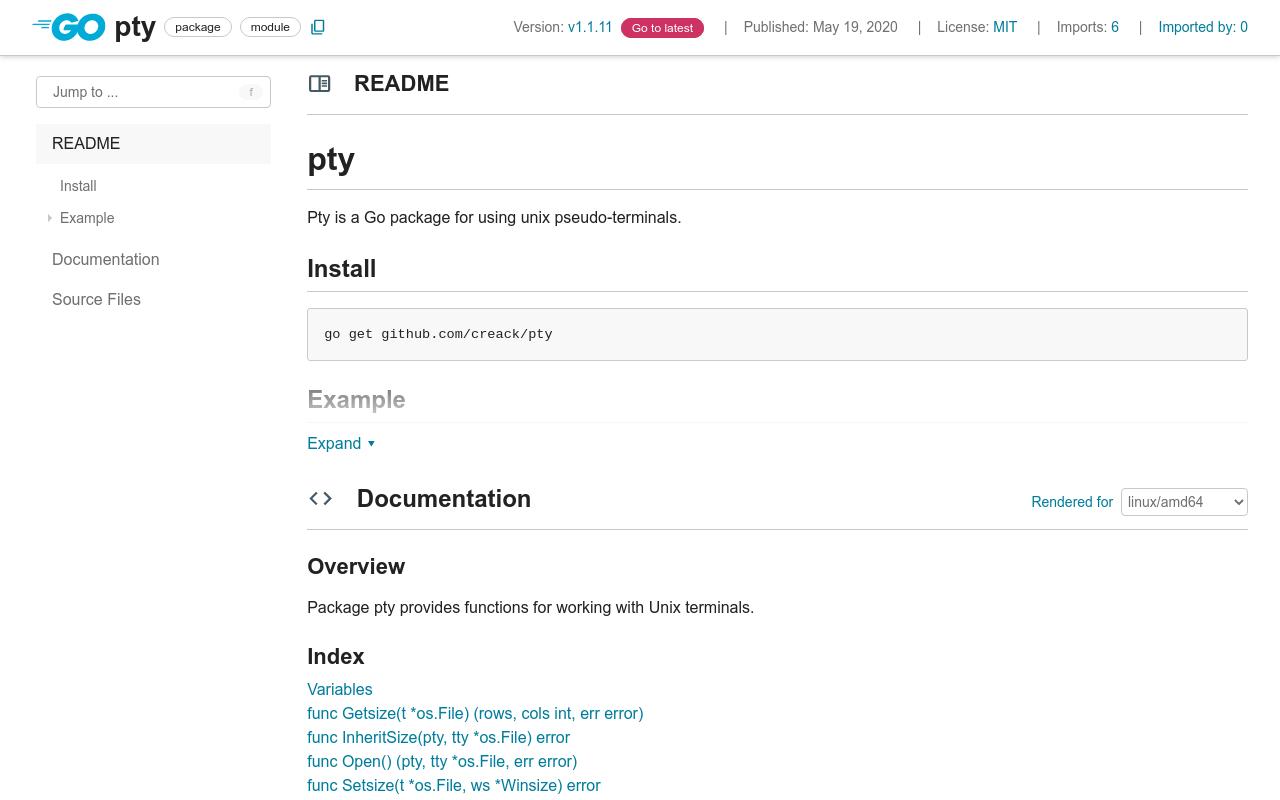 GO pty package module
Version: v1.1.11 Go to latest | Published: May 19, 2020 | License: MIT | Imports: 6 | Imported by: 0
Jump to ... f
README
Install
Example
Documentation
Source Files
README
pty
Pty is a Go package for using unix pseudo-terminals.
Install
go get github.com/creack/pty
Example
Expand
Documentation
Rendered for linux/amd64
Overview
Package pty provides functions for working with Unix terminals.
Index
Variables
func Getsize(t *os.File) (rows, cols int, err error)
func InheritSize(pty, tty *os.File) error
func Open() (pty, tty *os.File, err error)
func Setsize(t *os.File, ws *Winsize) error